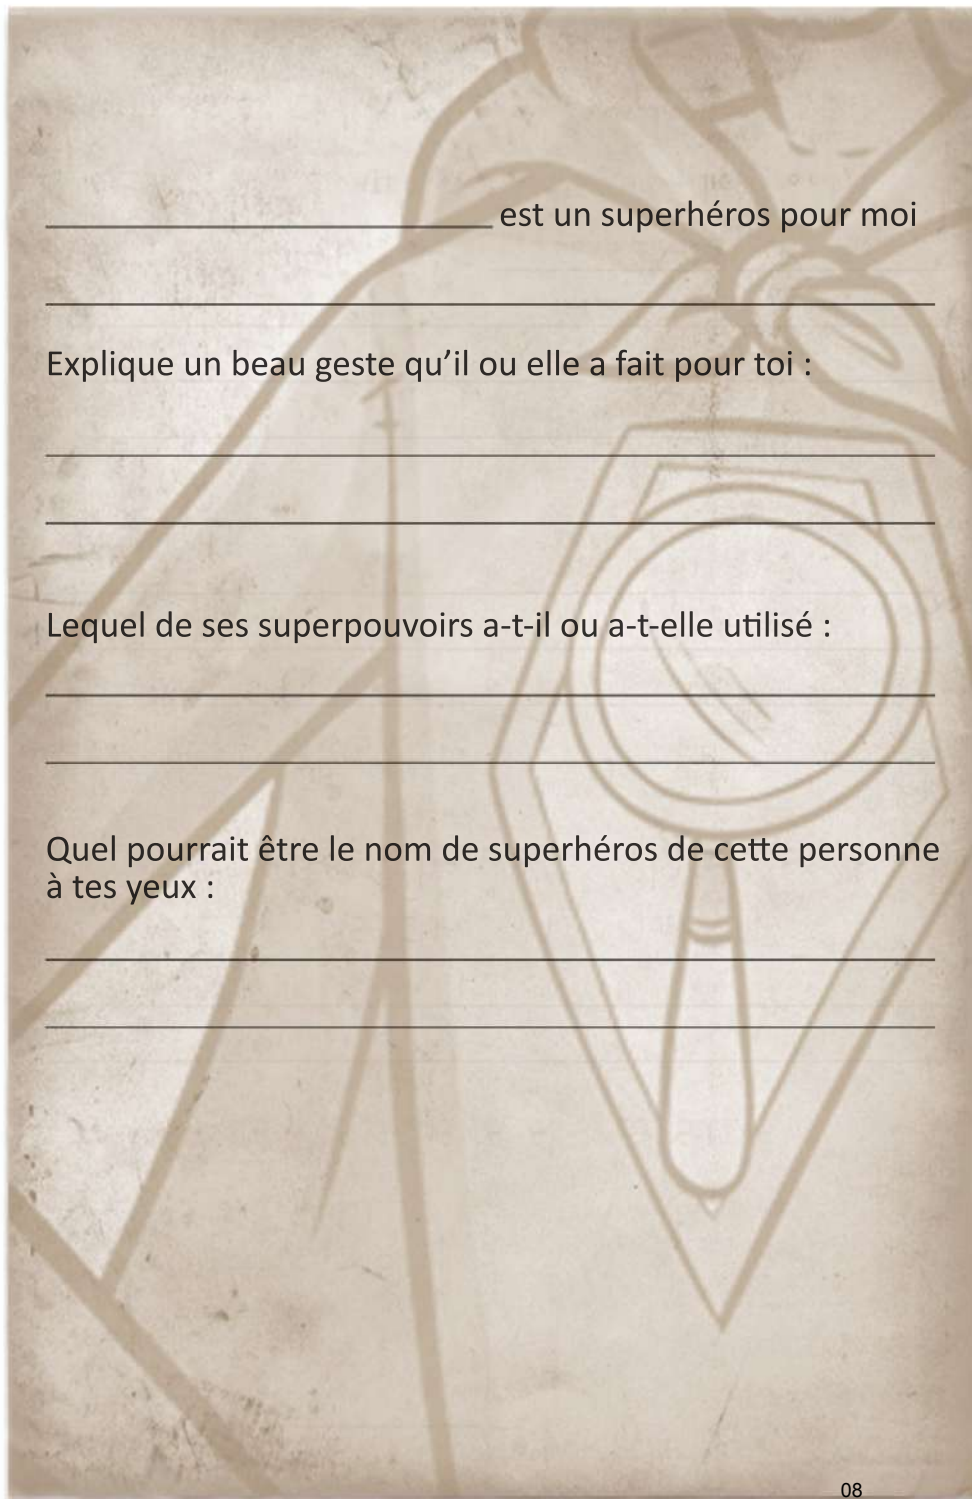 _________________________ est un superhéros pour moi
Explique un beau geste qu’il ou elle a fait pour toi :
Lequel de ses superpouvoirs a-t-il ou a-t-elle utilisé :
Quel pourrait être le nom de superhéros de cette personne
à tes yeux :
08